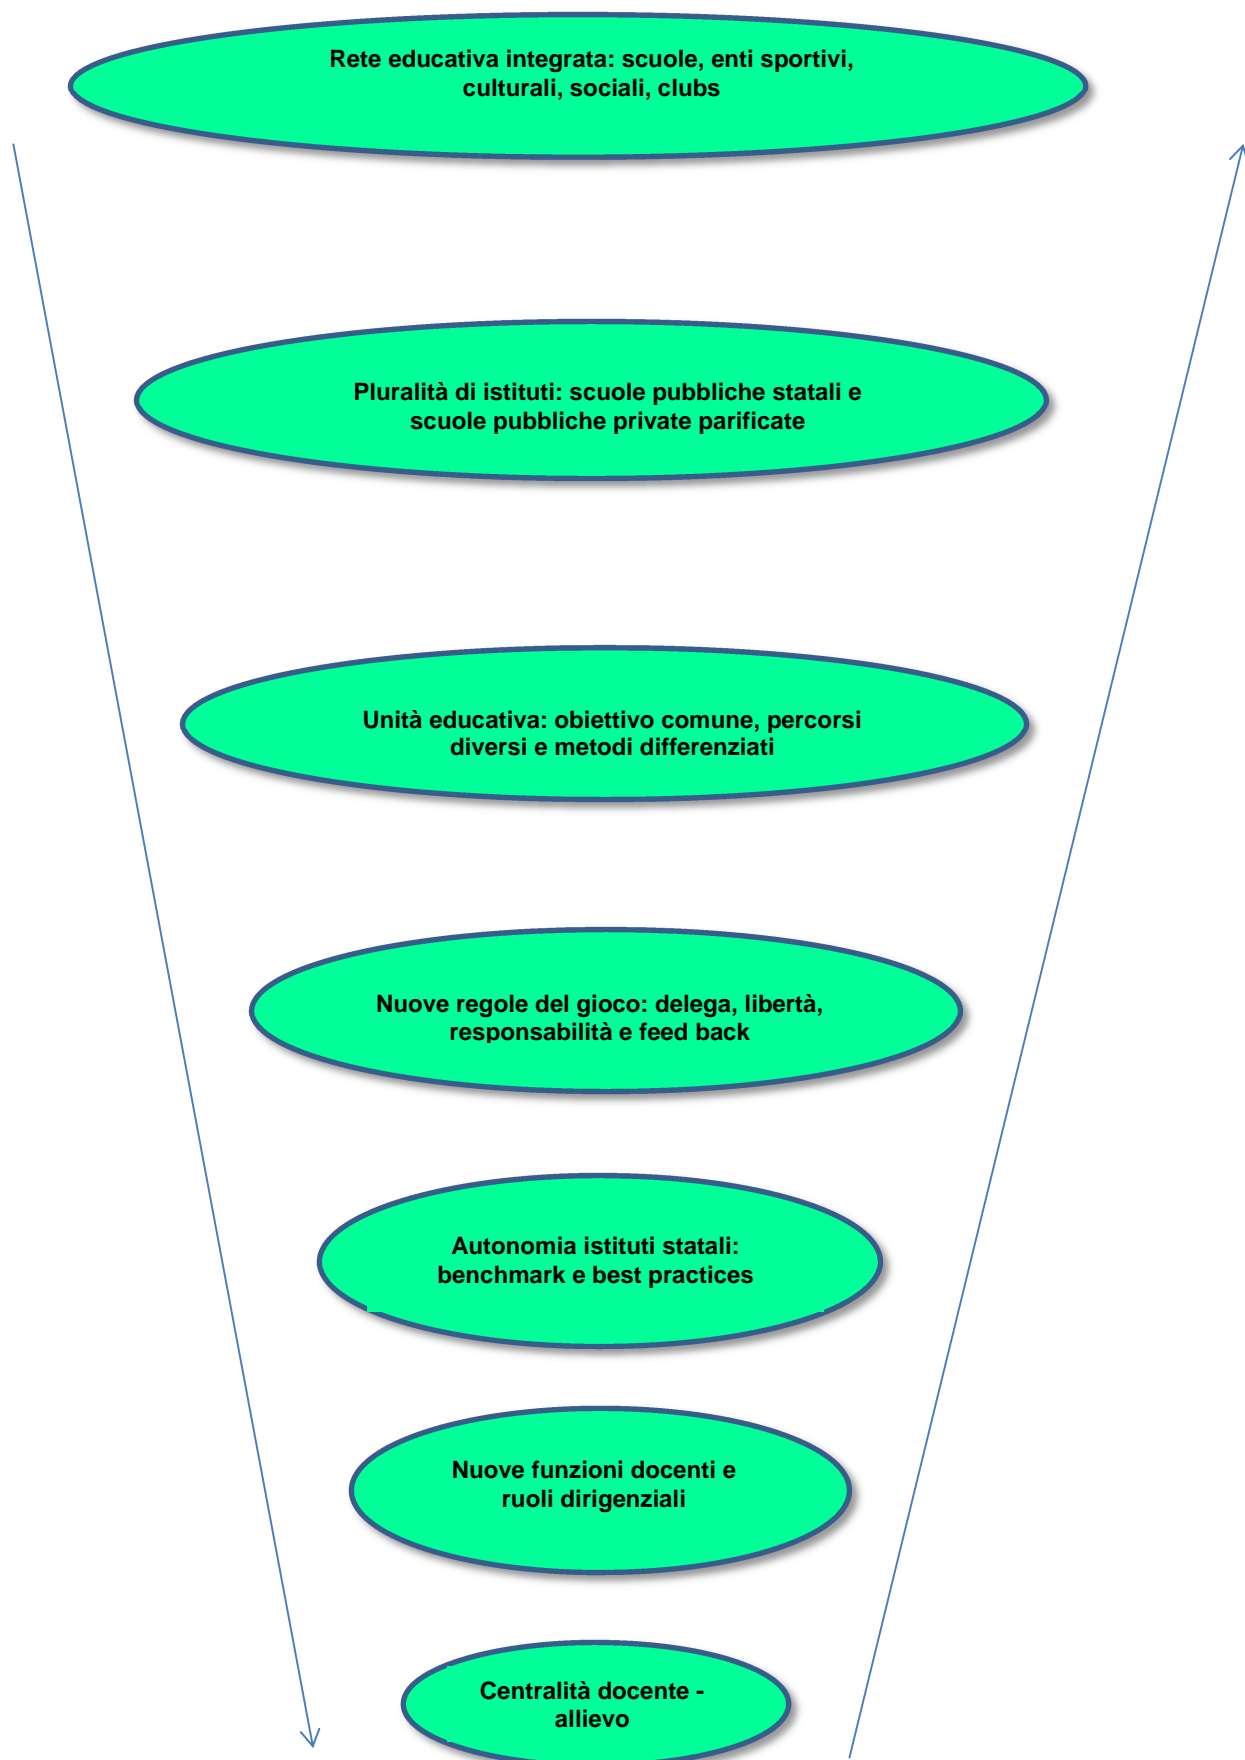 Rete educativa integrata: scuole, enti sportivi,
culturali, sociali, clubs
Pluralità di istituti: scuole pubbliche statali e
scuole pubbliche private parificate
Unità educativa: obiettivo comune, percorsi
diversi e metodi differenziati
Nuove regole del gioco: delega, libertà,
responsabilità e feed back
Autonomia istituti statali:
benchmark e best practices
Nuove funzioni docenti e
ruoli dirigenziali
Centralità docente -
allievo